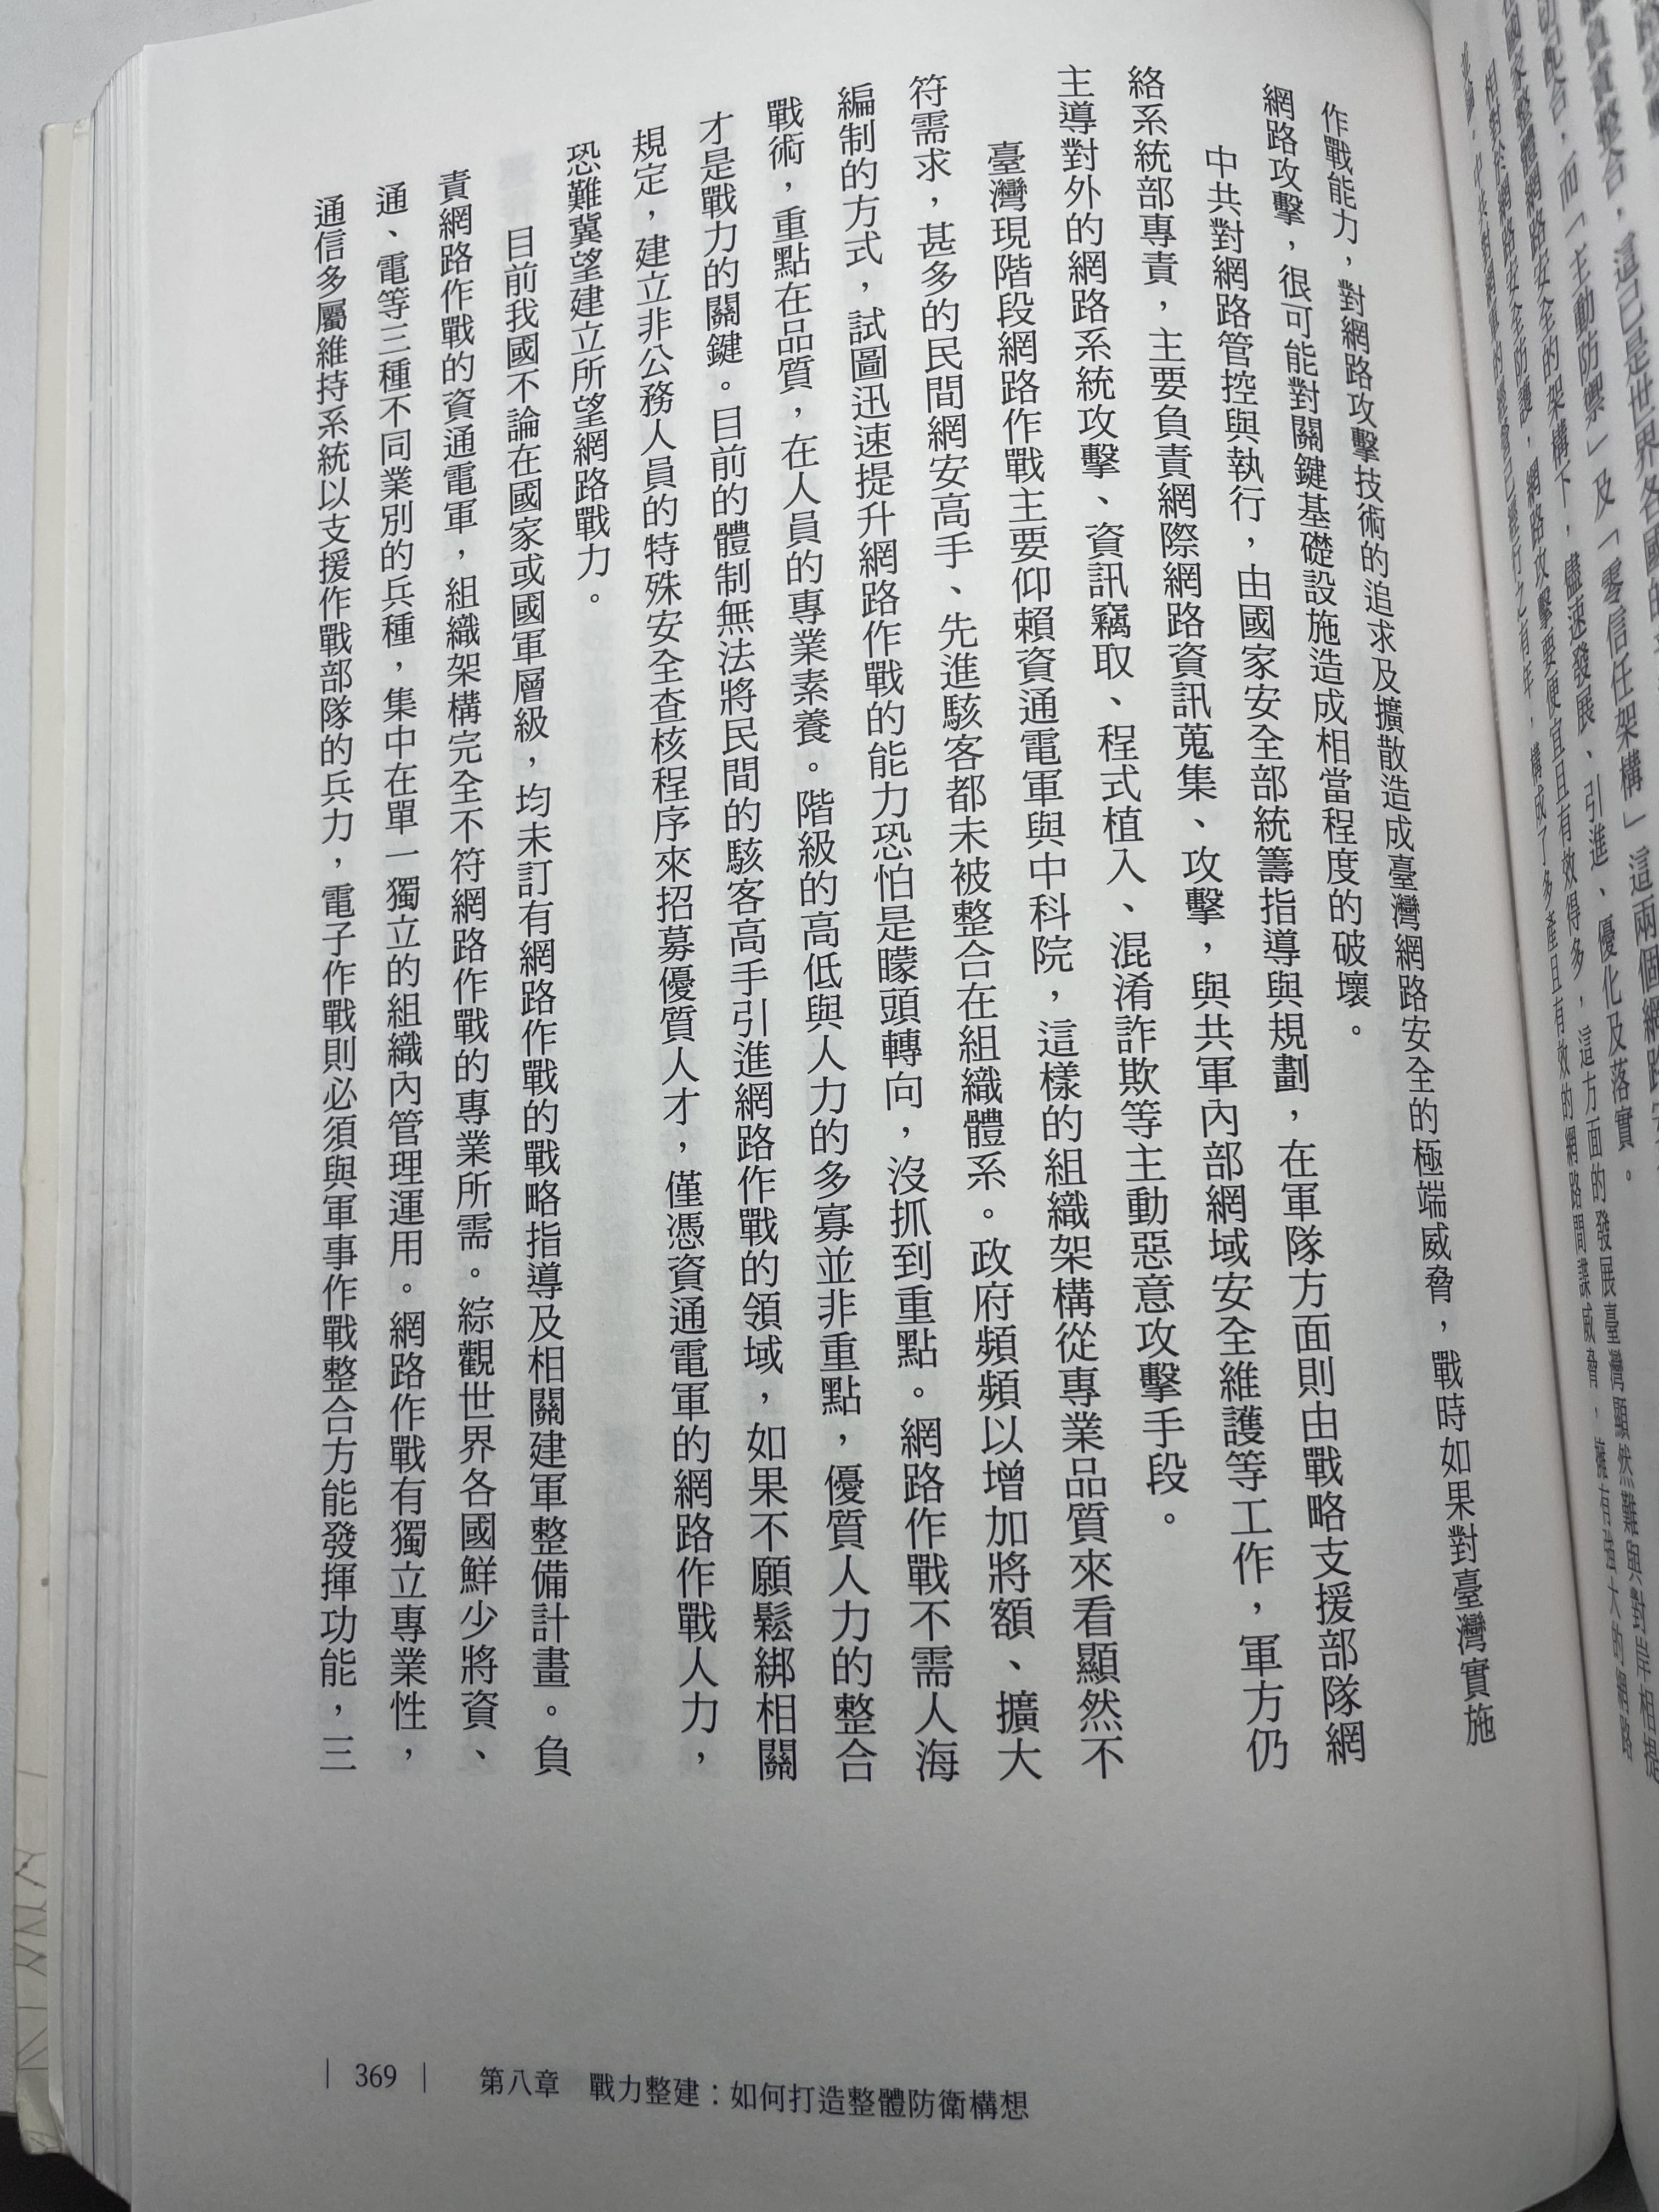 負責整合，這已是世界各國的
切配合，而「主動防禦」及「零信任架構」這兩個網路安
國家整體網路安全的架構下，儘速發展、引進、優化及落實。
相對於網路安全防護，網路攻擊要便宜且有效得多，這方面的發展臺灣顯然難與對岸相提
並論。中共對網軍的經營已行之有年，構成了多產且有效的網路間諜威脅，擁有強大的網路
作戰能力，對網路攻擊技術的追求及擴散造成臺灣網路安全的極端威脅，戰時如果對臺灣實施
網路攻擊，很可能對關鍵基礎設施造成相當程度的破壞。
中共對網路管控與執行，由國家安全部統籌指導與規劃，在軍隊方面則由戰略支援部隊網
絡系統部專責，主要負責網際網路資訊蒐集、攻擊，與共軍內部網域安全維護等工作，軍方仍
主導對外的網路系統攻擊、資訊竊取、程式植入、混淆詐欺等主動惡意攻擊手段。
臺灣現階段網路作戰主要仰賴資通電軍與中科院，這樣的組織架構從專業品質來看顯然不
符需求，甚多的民間網安高手、先進駭客都未被整合在組織體系。政府頻頻以增加將額、擴大
編制的方式，試圖迅速提升網路作戰的能力恐怕是矇頭轉向，沒抓到重點。網路作戰不需人海
戰術，重點在品質，在人員的專業素養。階級的高低與人力的多寡並非重點，優質人力的整合
才是戰力的關鍵。目前的體制無法將民間的駭客高手引進網路作戰的領域，如果不願鬆綁相關
規定，建立非公務人員的特殊安全查核程序來招募優質人才，僅憑資通電軍的網路作戰人力，
恐難冀望建立所望網路戰力。
目前我國不論在國家或國軍層級，均未訂有網路作戰的戰略指導及相關建軍整備計畫。負
責網路作戰的資通電軍，組織架構完全不符網路作戰的專業所需。綜觀世界各國鮮少將資、
通、電等三種不同業別的兵種，集中在單一獨立的組織內管理運用。網路作戰有獨立專業性，
通信多屬維持系統以支援作戰部隊的兵力，電子作戰則必須與軍事作戰整合方能發揮功能，三
| 369 | 第八章　戰力整建：如何打造整體防衛構想